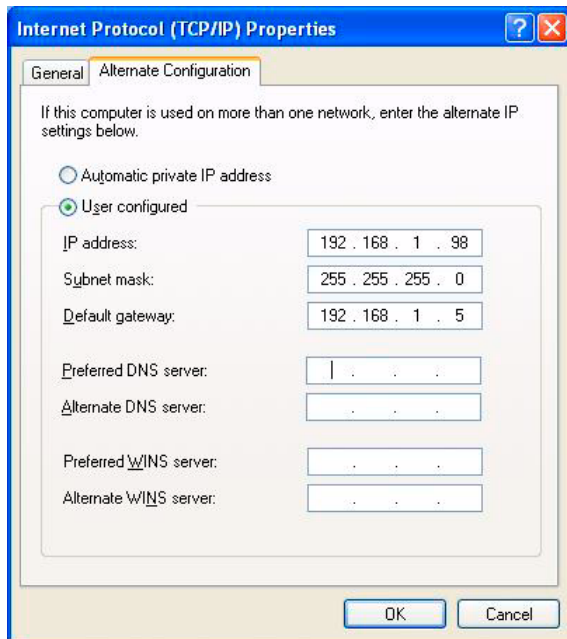 Internet Protocol (TCP/IP) Properties
General
Alternate Configuration
If this computer is used on more than one network, enter the alternate IP
settings below.
Automatic private IP address
User configured
IP address: 192 . 168 . 1 . 98
Subnet mask: 255 . 255 . 255 . 0
Default gateway: 192 . 168 . 1 . 5
Preferred DNS server: . . .
Alternate DNS server: . . .
Preferred WINS server: . . .
Alternate WINS server: . . .
OK
Cancel